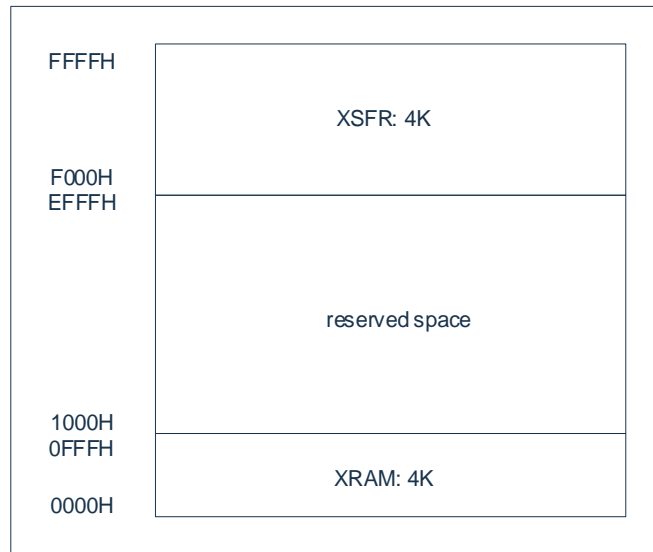 FFFFH
XSFR: 4K
F000H
EFFFH
reserved space
1000H
0FFFH
XRAM: 4K
0000H